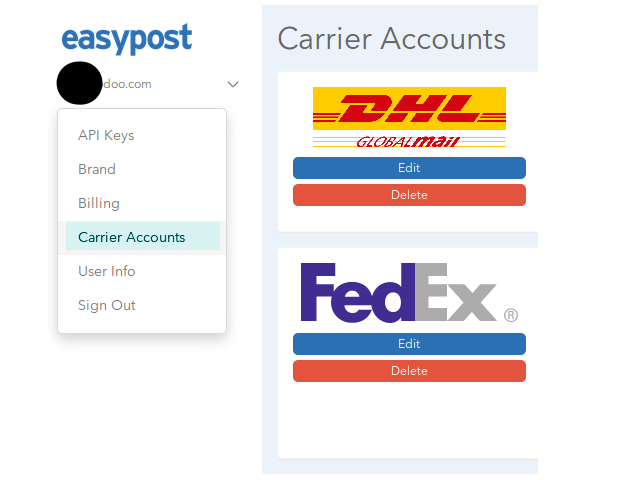 easypost
doo.com
API Keys
Brand
Billing
Carrier Accounts
User Info
Sign Out
Carrier Accounts
DHL
GLOBALmail
Edit
Delete
FedEx®
Edit
Delete